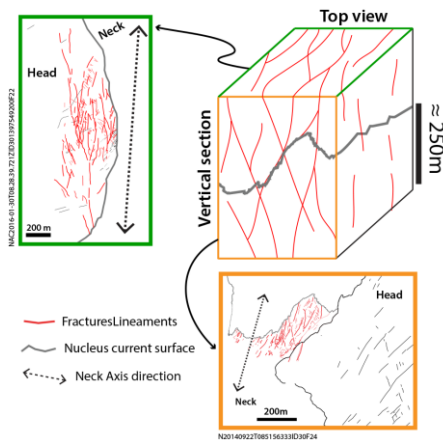 Top view
Neck
Head
NAC2016-01-30T08.28.39.721ZID301397549200F22
200 m
Vertical section
≈ 250m
FracturesLineaments
Nucleus current surface
Neck Axis direction
Head
Neck
200m
N20140922T085156333ID30F24